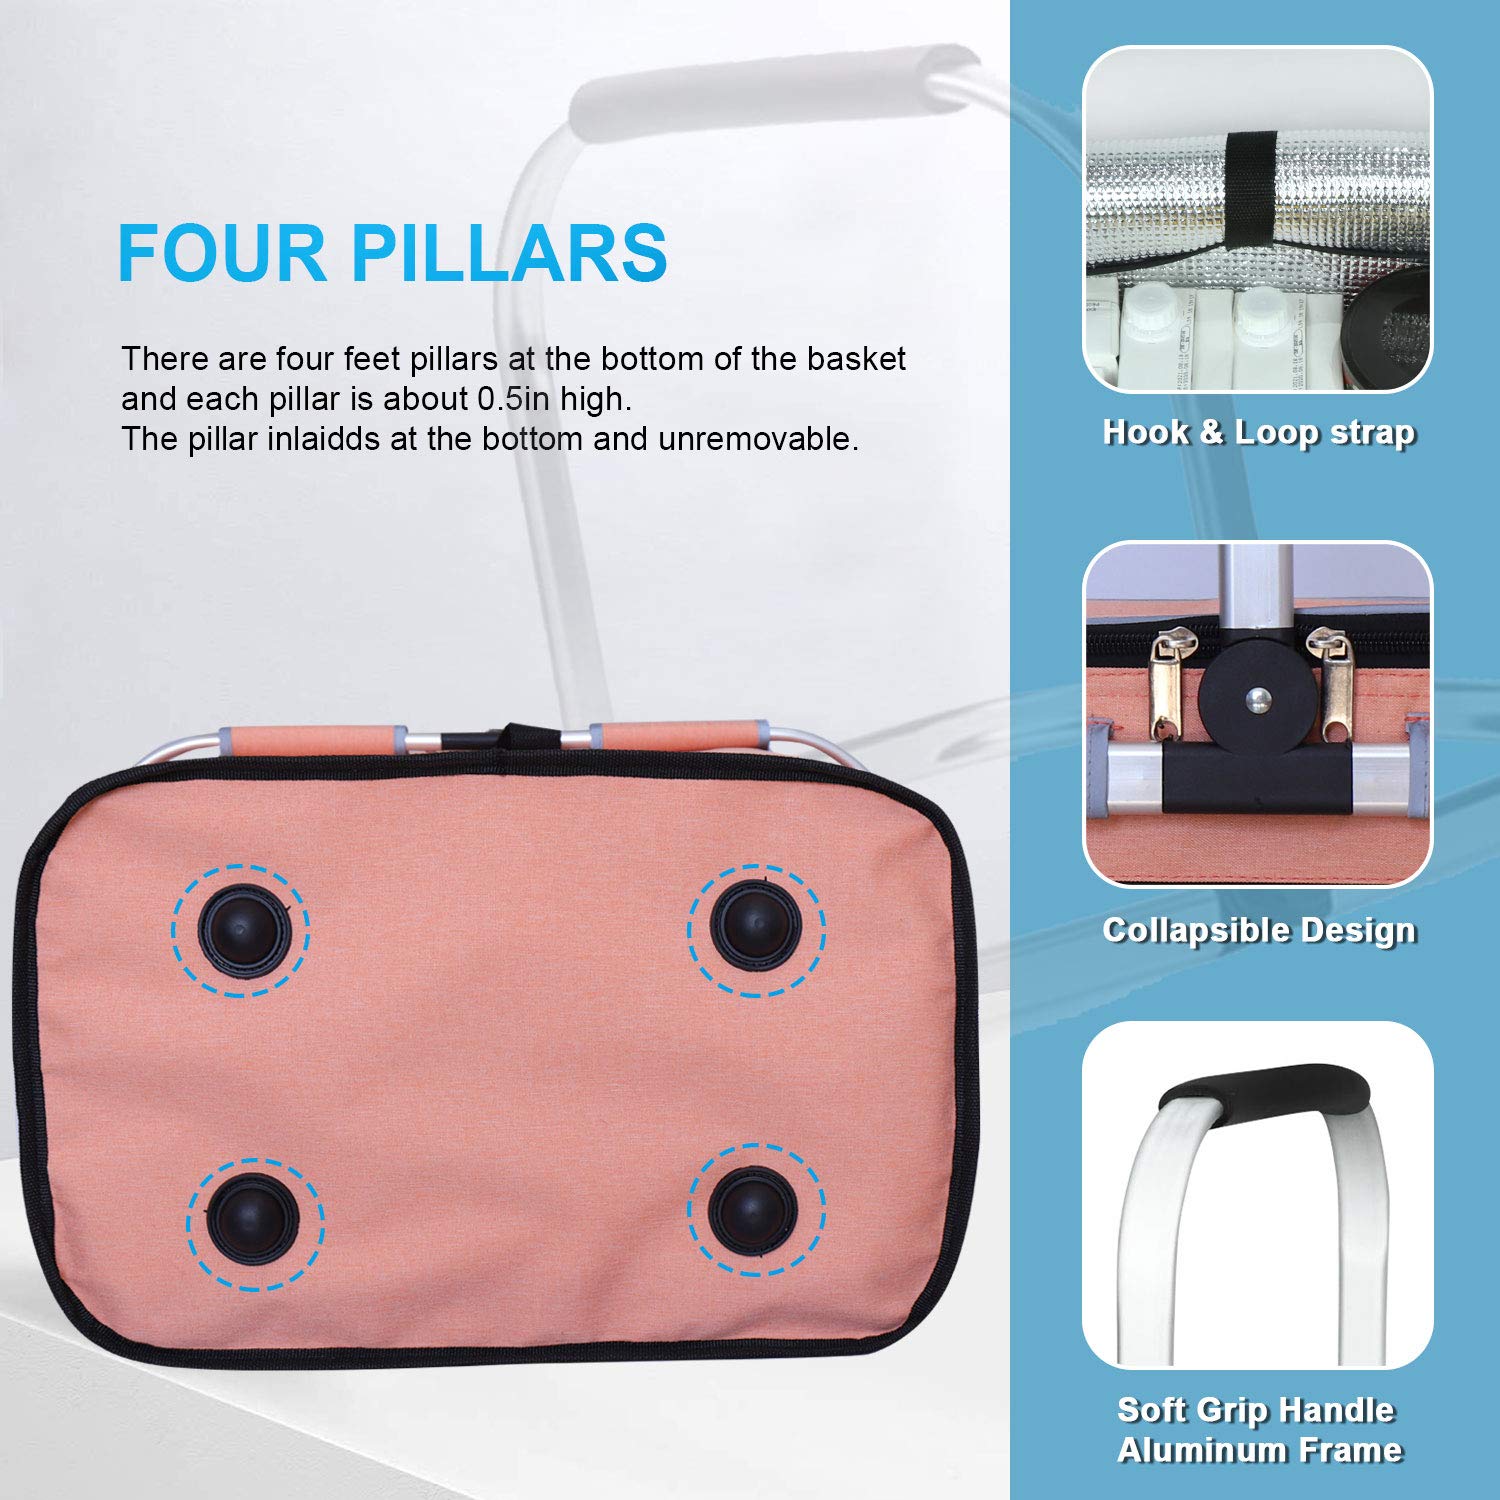 FOUR PILLARS
There are four feet pillars at the bottom of the basket
and each pillar is about 0.5in high.
The pillar inlaidds at the bottom and unremovable.
Hook & Loop strap
Collapsible Design
Soft Grip Handle
Aluminum Frame